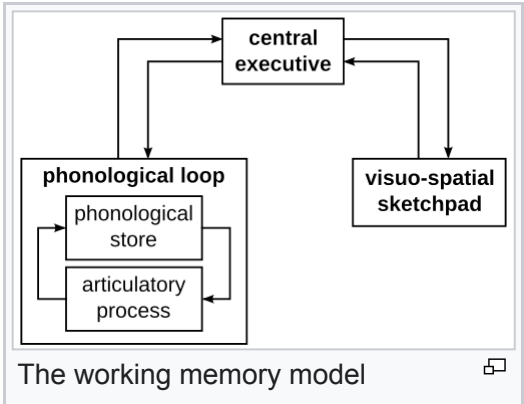 central
executive
phonological loop
phonological
store
articulatory
process
visuo-spatial
sketchpad
The working memory model